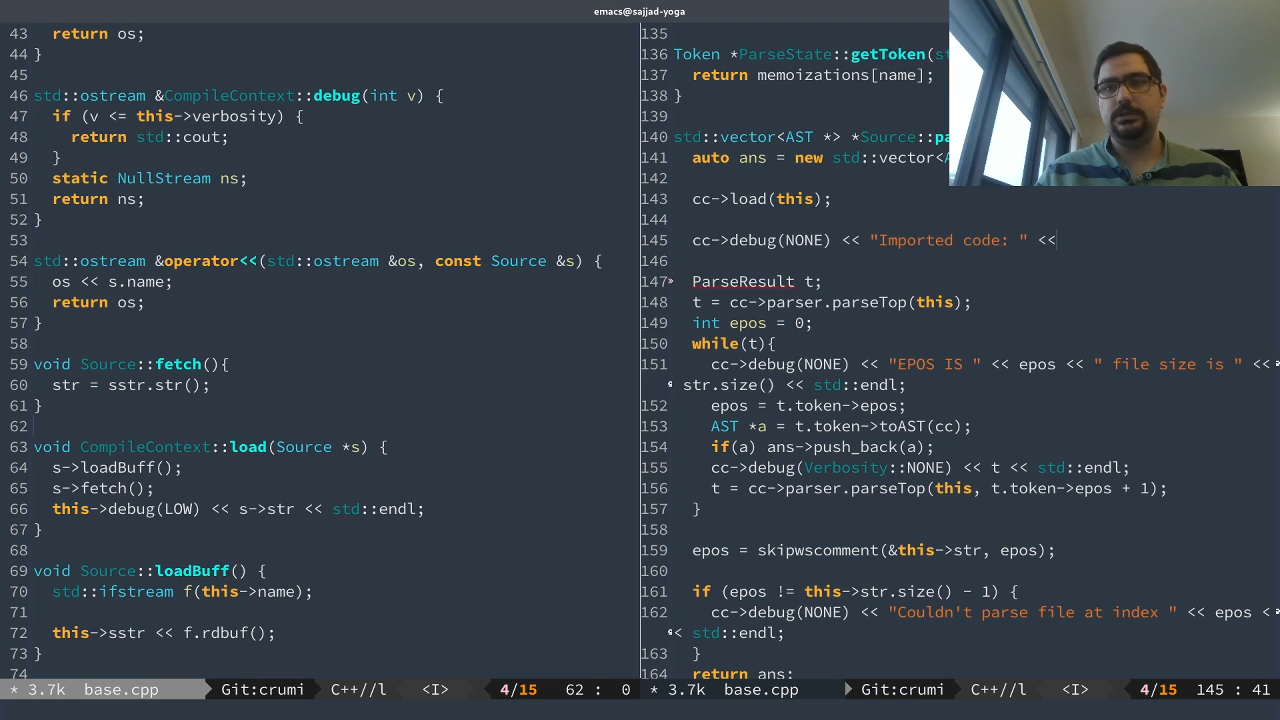 emacs@sajjad-yoga
43 return os;
44 }
45
46 std::ostream &CompileContext::debug(int v) {
47 if (v <= this->verbosity) {
48 return std::cout;
49 }
50 static NullStream ns;
51 return ns;
52 }
53
54 std::ostream &operator<<(std::ostream &os, const Source &s) {
55 os << s.name;
56 return os;
57 }
58
59 void Source::fetch(){
60 str = sstr.str();
61 }
62
63 void CompileContext::load(Source *s) {
64 s->loadBuff();
65 s->fetch();
66 this->debug(LOW) << s->str << std::endl;
67 }
68
69 void Source::loadBuff() {
70 std::ifstream f(this->name);
71
72 this->sstr << f.rdbuf();
73 }
74
* 3.7k base.cpp Git:crumi C++//l <I> 4/15 62 : 0
135
136 Token *ParseState::getToken(st
137 return memoizations[name];
138 }
139
140 std::vector<AST *> *Source::pa
141 auto ans = new std::vector<A
142
143 cc->load(this);
144
145 cc->debug(NONE) << "Imported code: " <<
146
147 ParseResult t;
148 t = cc->parser.parseTop(this);
149 int epos = 0;
150 while(t){
151 cc->debug(NONE) << "EPOS IS " << epos << " file size is " <<
str.size() << std::endl;
152 epos = t.token->epos;
153 AST *a = t.token->toAST(cc);
154 if(a) ans->push_back(a);
155 cc->debug(Verbosity::NONE) << t << std::endl;
156 t = cc->parser.parseTop(this, t.token->epos + 1);
157 }
158
159 epos = skipwscomment(&this->str, epos);
160
161 if (epos != this->str.size() - 1) {
162 cc->debug(NONE) << "Couldn't parse file at index " << epos <
< std::endl;
163 }
164 return ans;
* 3.7k base.cpp Git:crumi C++//l <I> 4/15 145 : 41